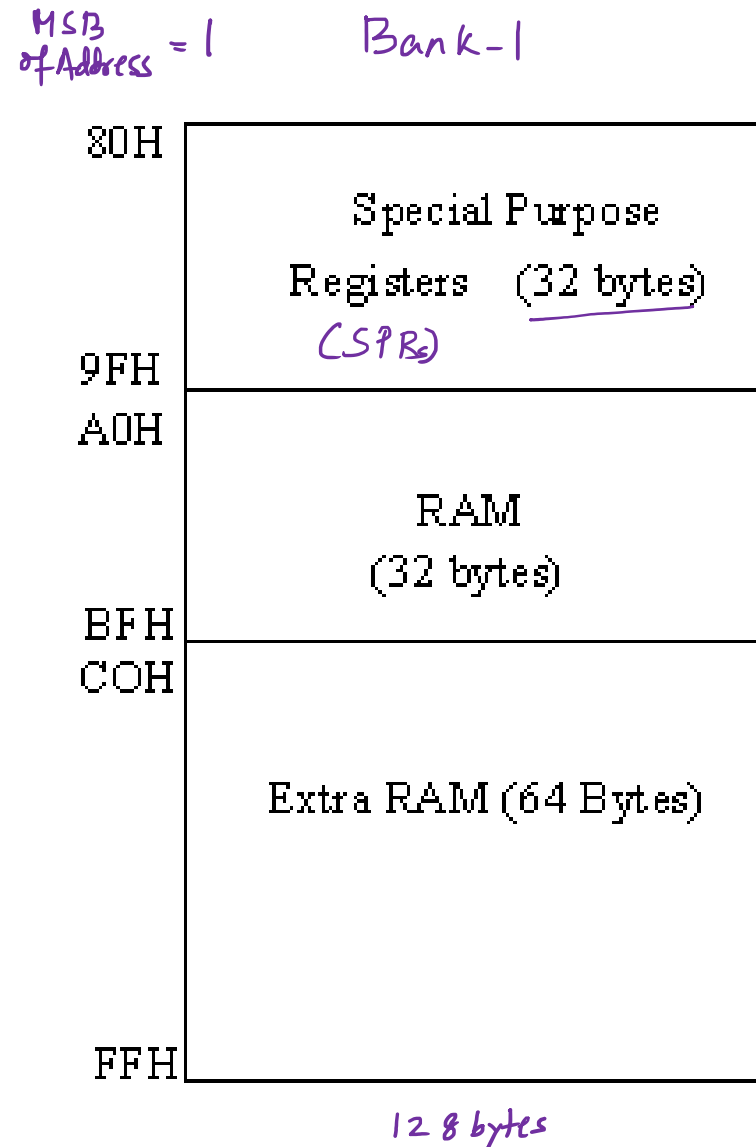 MSB
of Address = 1 Bank-1
80H
Special Purpose
Registers (32 bytes)
(SPRs)
9FH
A0H
RAM
(32 bytes)
BFH
COH
Extra RAM (64 Bytes)
FFH
128 bytes